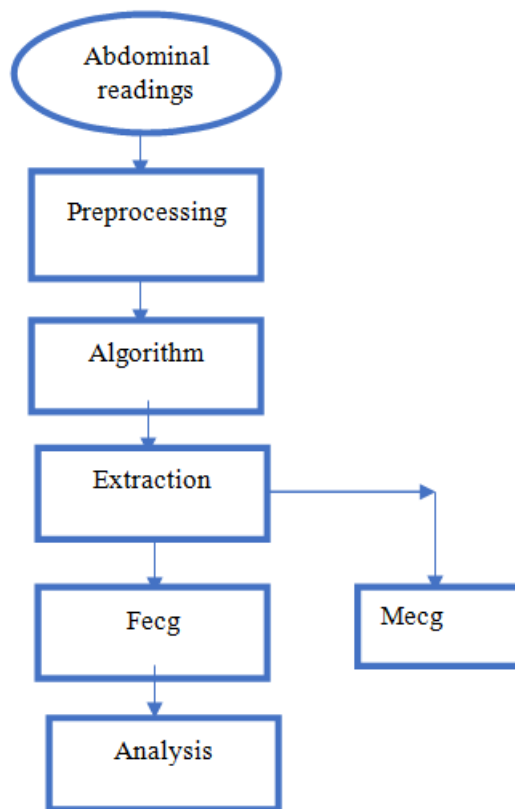 Abdominal
readings
Preprocessing
Algorithm
Extraction
Fecg
Mecg
Analysis